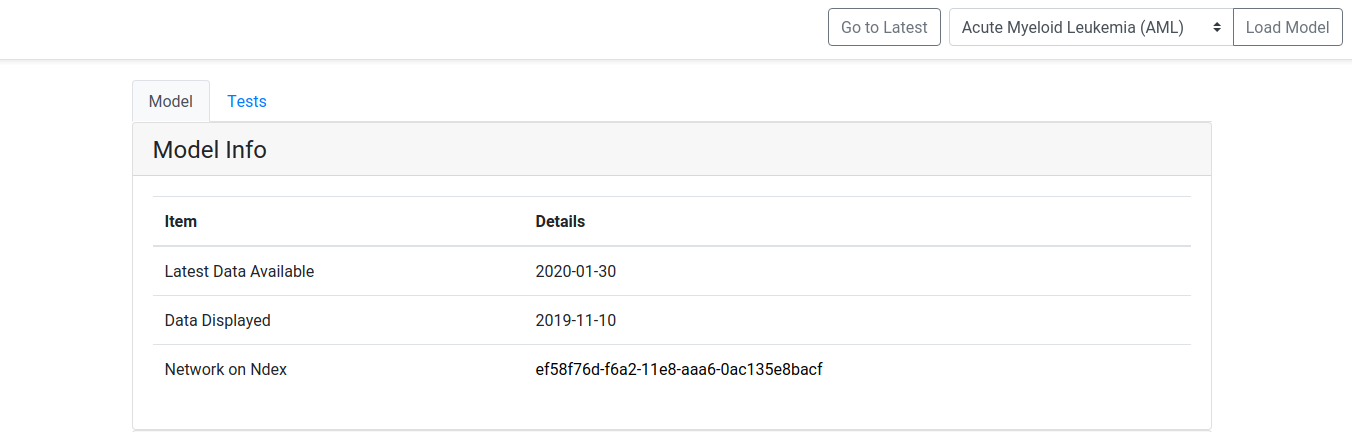 Go to Latest Acute Myeloid Leukemia (AML) Load Model
Model Tests
Model Info
Item Details
Latest Data Available 2020-01-30
Data Displayed 2019-11-10
Network on Ndex ef58f76d-f6a2-11e8-aaa6-0ac135e8bacf